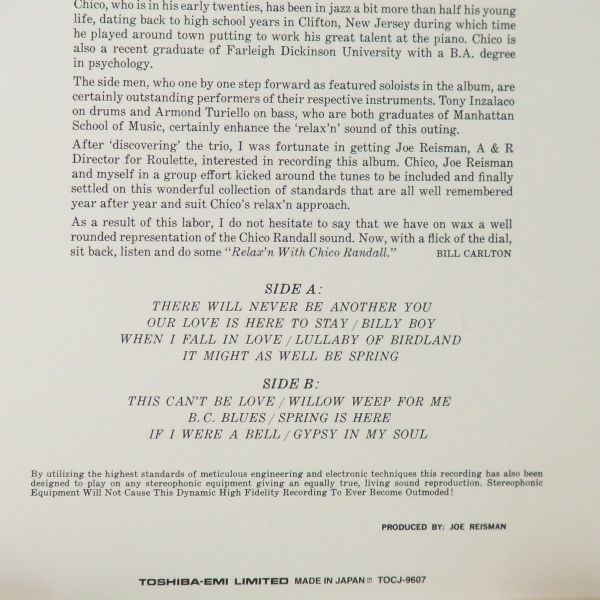 Chico, who is in his early twenties, has been in jazz a bit more than half his young
life, dating back to high school years in Clifton, New Jersey during which time
he played around town putting to work his great talent at the piano. Chico is
also a recent graduate of Farleigh Dickinson University with a B.A. degree
in psychology.
The side men, who one by one step forward as featured soloists in the album, are
certainly outstanding performers of their respective instruments. Tony Inzalaco
on drums and Armond Turiello on bass, who are both graduates of Manhattan
School of Music, certainly enhance the 'relax'n' sound of this outing.
After 'discovering' the trio, I was fortunate in getting Joe Reisman, A & R
Director for Roulette, interested in recording this album. Chico, Joe Reisman
and myself in a group effort kicked around the tunes to be included and finally
settled on this wonderful collection of standards that are all well remembered
year after year and suit Chico's relax'n approach.
As a result of this labor, I do not hesitate to say that we have on wax a well
rounded representation of the Chico Randall sound. Now, with a flick of the dial,
sit back, listen and do some "Relax'n With Chico Randall." BILL CARLTON
SIDE A:
THERE WILL NEVER BE ANOTHER YOU
OUR LOVE IS HERE TO STAY / BILLY BOY
WHEN I FALL IN LOVE / LULLABY OF BIRDLAND
IT MIGHT AS WELL BE SPRING
SIDE B:
THIS CAN'T BE LOVE / WILLOW WEEP FOR ME
B.C. BLUES / SPRING IS HERE
IF I WERE A BELL / GYPSY IN MY SOUL
By utilizing the highest standards of meticulous engineering and electronic techniques this recording has also been
designed to play on any stereophonic equipment giving an equally true, living sound reproduction. Stereophonic
Equipment Will Not Cause This Dynamic High Fidelity Recording To Ever Become Outmoded!
PRODUCED BY: JOE REISMAN
TOSHIBA-EMI LIMITED MADE IN JAPAN TOCJ-9607